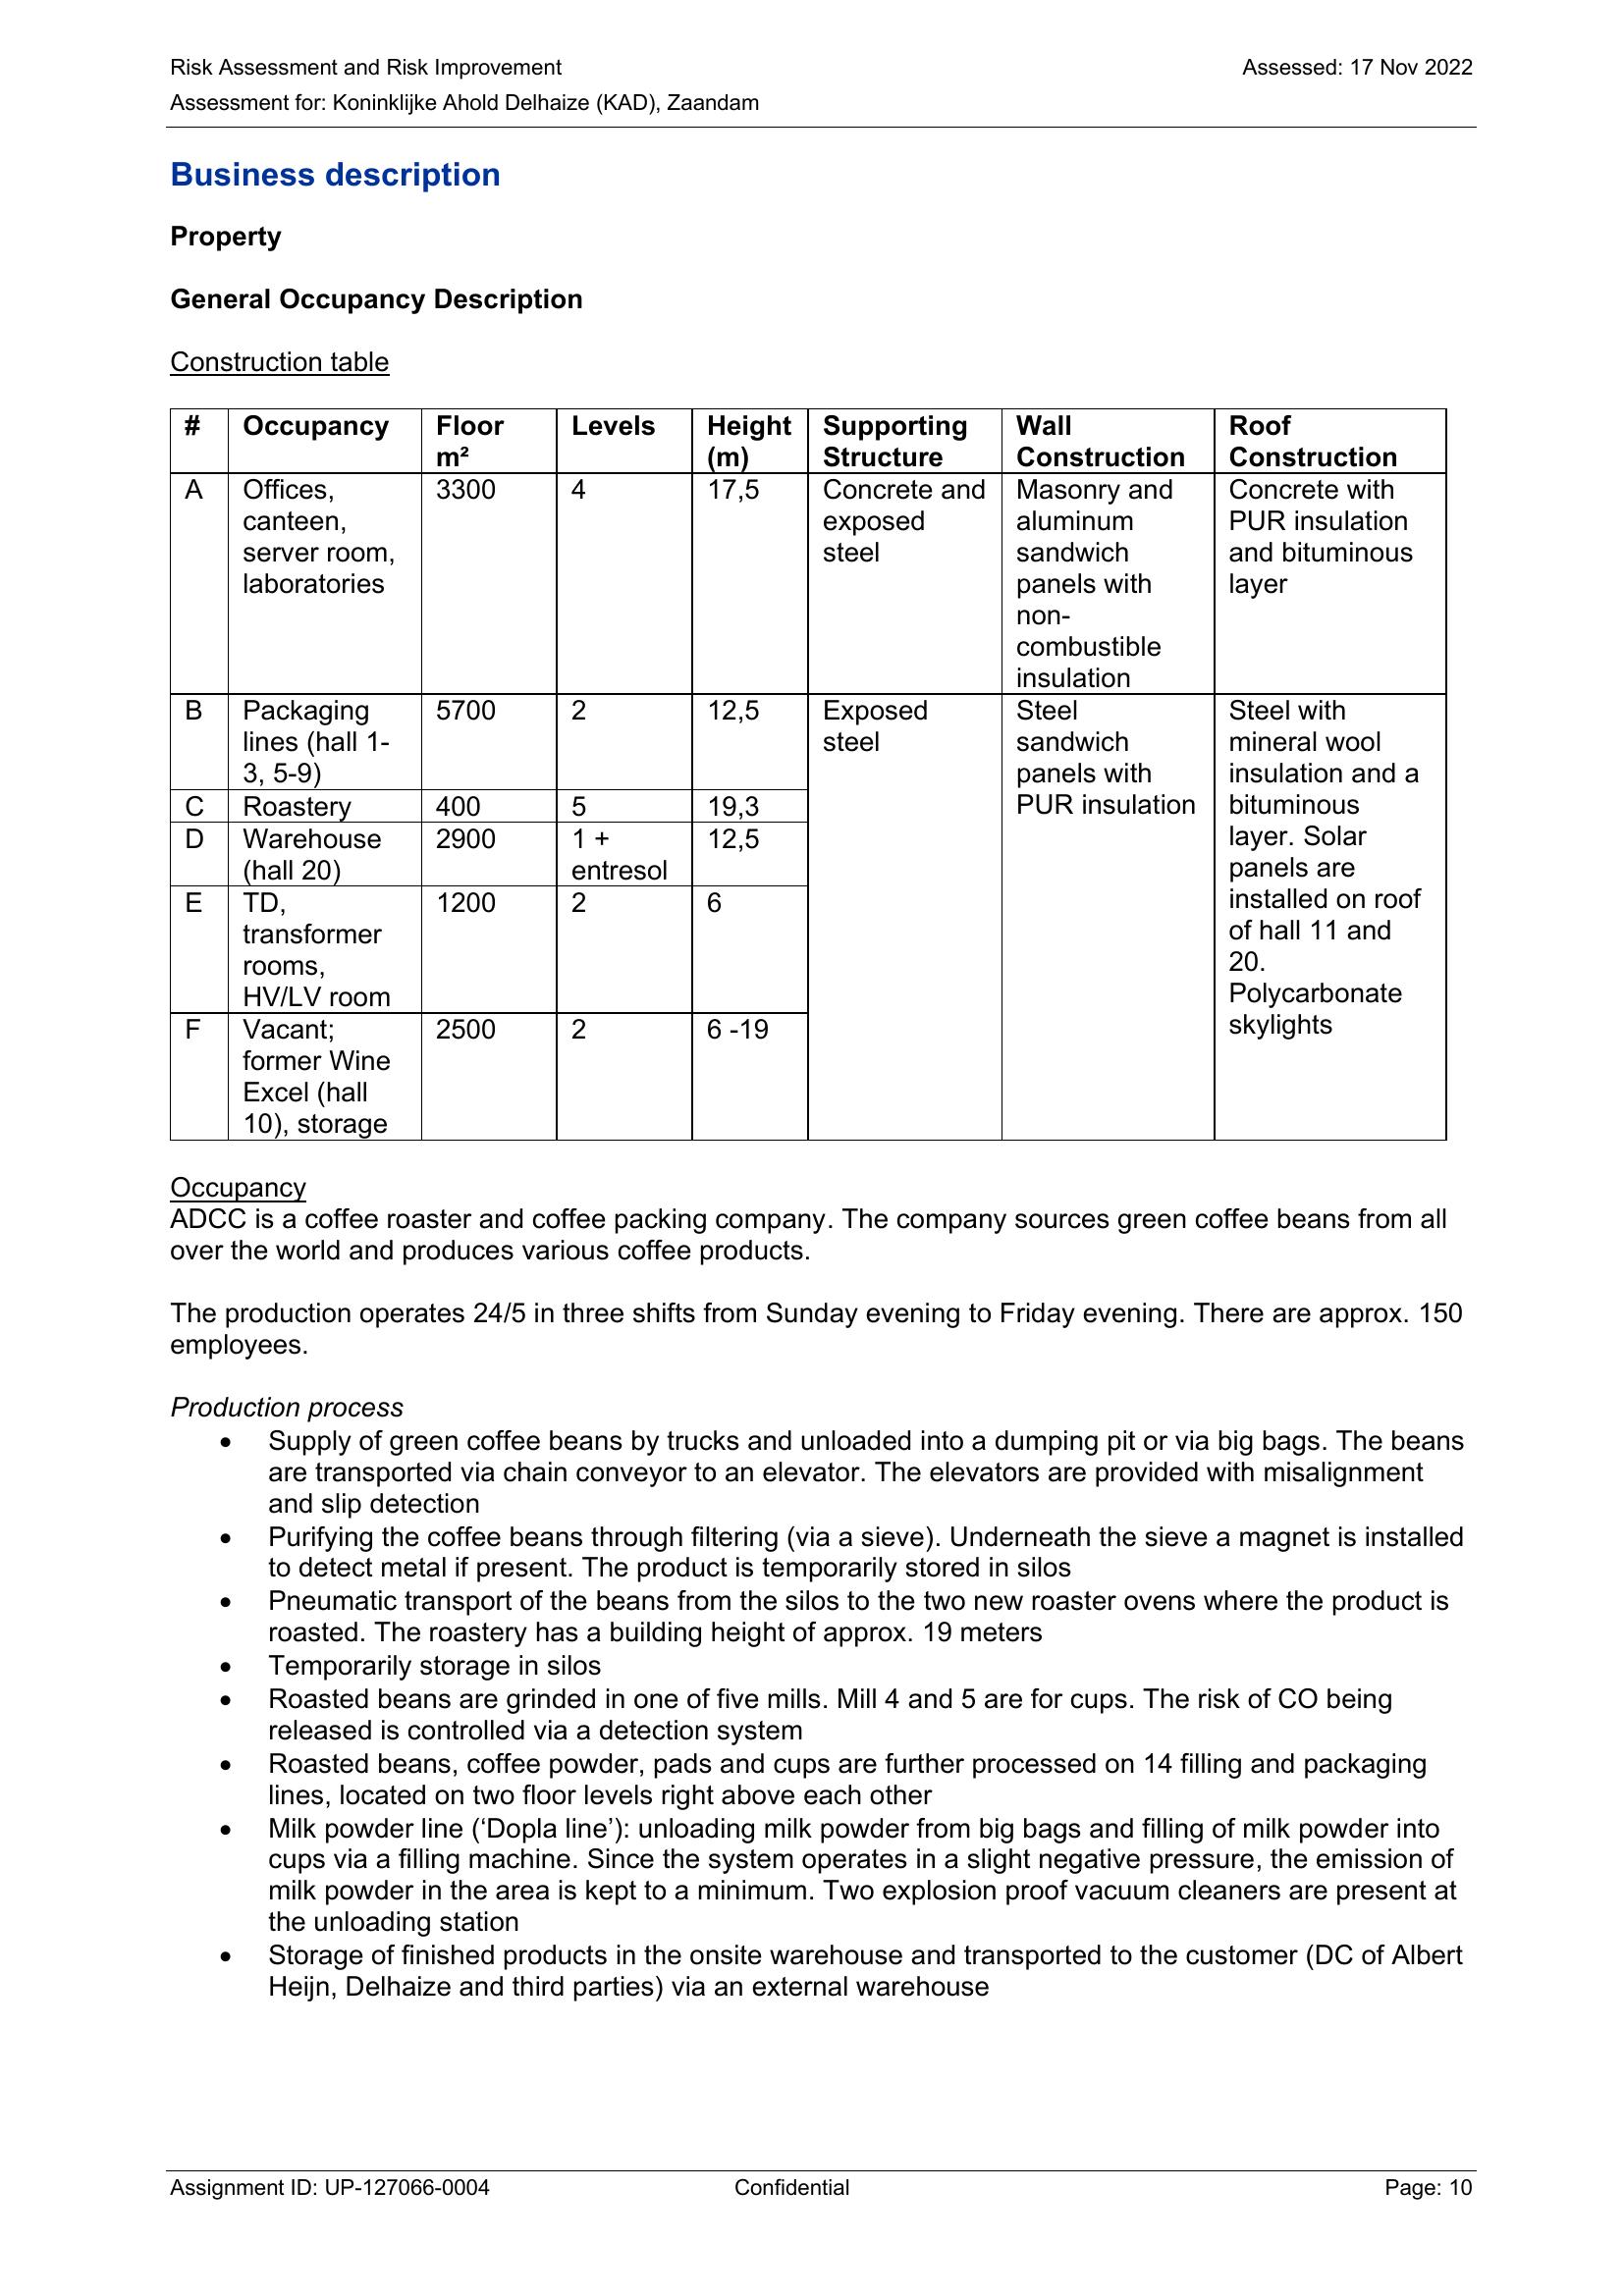 Risk Assessment and Risk Improvement
Assessed: 17 Nov 2022
Assessment for: Koninklijke Ahold Delhaize (KAD), Zaandam
Business description
Property
General Occupancy Description
Construction table
# Occupancy Floor m² Levels Height (m) Supporting Structure Wall Construction Roof Construction
A Offices, canteen, server room, laboratories 3300 4 17,5 Concrete and exposed steel Masonry and aluminum sandwich panels with non-combustible insulation Concrete with PUR insulation and bituminous layer
B Packaging lines (hall 1-3, 5-9) 5700 2 12,5 Exposed steel Steel sandwich panels with PUR insulation Steel with mineral wool insulation and a bituminous layer. Solar panels are installed on roof of hall 11 and 20. Polycarbonate skylights
C Roastery 400 5 19,3
D Warehouse (hall 20) 2900 1 + entresol 12,5
E TD, transformer rooms, HV/LV room 1200 2 6
F Vacant; former Wine Excel (hall 10), storage 2500 2 6 -19
Occupancy
ADCC is a coffee roaster and coffee packing company. The company sources green coffee beans from all
over the world and produces various coffee products.
The production operates 24/5 in three shifts from Sunday evening to Friday evening. There are approx. 150
employees.
Production process
• Supply of green coffee beans by trucks and unloaded into a dumping pit or via big bags. The beans
are transported via chain conveyor to an elevator. The elevators are provided with misalignment
and slip detection
• Purifying the coffee beans through filtering (via a sieve). Underneath the sieve a magnet is installed
to detect metal if present. The product is temporarily stored in silos
• Pneumatic transport of the beans from the silos to the two new roaster ovens where the product is
roasted. The roastery has a building height of approx. 19 meters
• Temporarily storage in silos
• Roasted beans are grinded in one of five mills. Mill 4 and 5 are for cups. The risk of CO being
released is controlled via a detection system
• Roasted beans, coffee powder, pads and cups are further processed on 14 filling and packaging
lines, located on two floor levels right above each other
• Milk powder line (‘Dopla line’): unloading milk powder from big bags and filling of milk powder into
cups via a filling machine. Since the system operates in a slight negative pressure, the emission of
milk powder in the area is kept to a minimum. Two explosion proof vacuum cleaners are present at
the unloading station
• Storage of finished products in the onsite warehouse and transported to the customer (DC of Albert
Heijn, Delhaize and third parties) via an external warehouse
Assignment ID: UP-127066-0004
Confidential
Page: 10